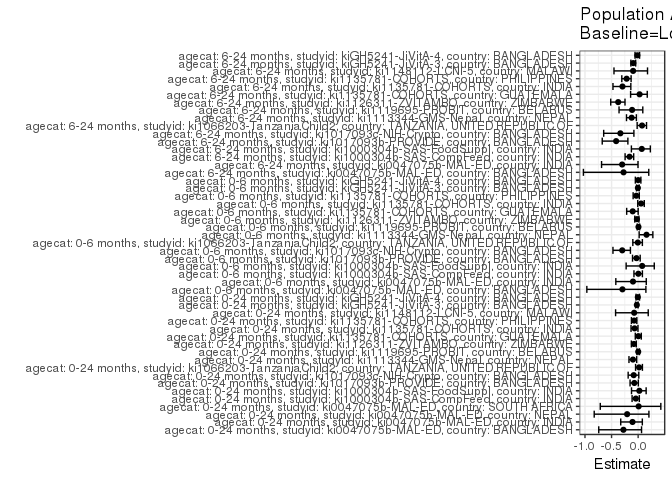 Population
Baseline=Lo
agecat: 6-24 months, studyid: kiGH5241-JiVitA-4, country: BANGLADESH
agecat: 6-24 months, studyid: kiGH5241-JiVitA-3, country: BANGLADESH
agecat: 6-24 months, studyid: ki1148112-LCNI-5, country: MALAWI
agecat: 6-24 months, studyid: ki1135781-COHORTS, country: PHILIPPINES
agecat: 6-24 months, studyid: ki1135781-COHORTS, country: INDIA
agecat: 6-24 months, studyid: ki1135781-COHORTS, country: GUATEMALA
agecat: 6-24 months, studyid: ki1126311-ZVITAMBO, country: ZIMBABWE
agecat: 6-24 months, studyid: ki1119695-PROBIT, country: BELARUS
agecat: 6-24 months, studyid: ki1113344-GMS-Nepal, country: NEPAL
agecat: 6-24 months, studyid: ki1066203-TanzaniaChild2, country: TANZANIA, UNITED REPUBLIC OF
agecat: 6-24 months, studyid: ki1017093c-NIH-Crypto, country: BANGLADESH
agecat: 6-24 months, studyid: ki1017093b-PROVIDE, country: BANGLADESH
agecat: 6-24 months, studyid: ki1000304b-SAS-FoodSuppl, country: INDIA
agecat: 6-24 months, studyid: ki1000304b-SAS-CompFeed, country: INDIA
agecat: 6-24 months, studyid: ki0047075b-MAL-ED, country: INDIA
agecat: 6-24 months, studyid: ki0047075b-MAL-ED, country: BANGLADESH
agecat: 0-6 months, studyid: kiGH5241-JiVitA-4, country: BANGLADESH
agecat: 0-6 months, studyid: kiGH5241-JiVitA-3, country: BANGLADESH
agecat: 0-6 months, studyid: ki1135781-COHORTS, country: PHILIPPINES
agecat: 0-6 months, studyid: ki1135781-COHORTS, country: INDIA
agecat: 0-6 months, studyid: ki1135781-COHORTS, country: GUATEMALA
agecat: 0-6 months, studyid: ki1126311-ZVITAMBO, country: ZIMBABWE
agecat: 0-6 months, studyid: ki1119695-PROBIT, country: BELARUS
agecat: 0-6 months, studyid: ki1113344-GMS-Nepal, country: NEPAL
agecat: 0-6 months, studyid: ki1066203-TanzaniaChild2, country: TANZANIA, UNITED REPUBLIC OF
agecat: 0-6 months, studyid: ki1017093c-NIH-Crypto, country: BANGLADESH
agecat: 0-6 months, studyid: ki1017093b-PROVIDE, country: BANGLADESH
agecat: 0-6 months, studyid: ki1000304b-SAS-FoodSuppl, country: INDIA
agecat: 0-6 months, studyid: ki1000304b-SAS-CompFeed, country: INDIA
agecat: 0-6 months, studyid: ki0047075b-MAL-ED, country: INDIA
agecat: 0-6 months, studyid: ki0047075b-MAL-ED, country: BANGLADESH
agecat: 0-24 months, studyid: kiGH5241-JiVitA-4, country: BANGLADESH
agecat: 0-24 months, studyid: kiGH5241-JiVitA-3, country: BANGLADESH
agecat: 0-24 months, studyid: ki1148112-LCNI-5, country: MALAWI
agecat: 0-24 months, studyid: ki1135781-COHORTS, country: PHILIPPINES
agecat: 0-24 months, studyid: ki1135781-COHORTS, country: INDIA
agecat: 0-24 months, studyid: ki1135781-COHORTS, country: GUATEMALA
agecat: 0-24 months, studyid: ki1126311-ZVITAMBO, country: ZIMBABWE
agecat: 0-24 months, studyid: ki1119695-PROBIT, country: BELARUS
agecat: 0-24 months, studyid: ki1113344-GMS-Nepal, country: NEPAL
agecat: 0-24 months, studyid: ki1066203-TanzaniaChild2, country: TANZANIA, UNITED REPUBLIC OF
agecat: 0-24 months, studyid: ki1017093c-NIH-Crypto, country: BANGLADESH
agecat: 0-24 months, studyid: ki1017093b-PROVIDE, country: BANGLADESH
agecat: 0-24 months, studyid: ki1000304b-SAS-FoodSuppl, country: INDIA
agecat: 0-24 months, studyid: ki1000304b-SAS-CompFeed, country: INDIA
agecat: 0-24 months, studyid: ki0047075b-MAL-ED, country: SOUTH AFRICA
agecat: 0-24 months, studyid: ki0047075b-MAL-ED, country: NEPAL
agecat: 0-24 months, studyid: ki0047075b-MAL-ED, country: INDIA
agecat: 0-24 months, studyid: ki0047075b-MAL-ED, country: BANGLADESH
-1.0 -0.5 0.0
Estimate